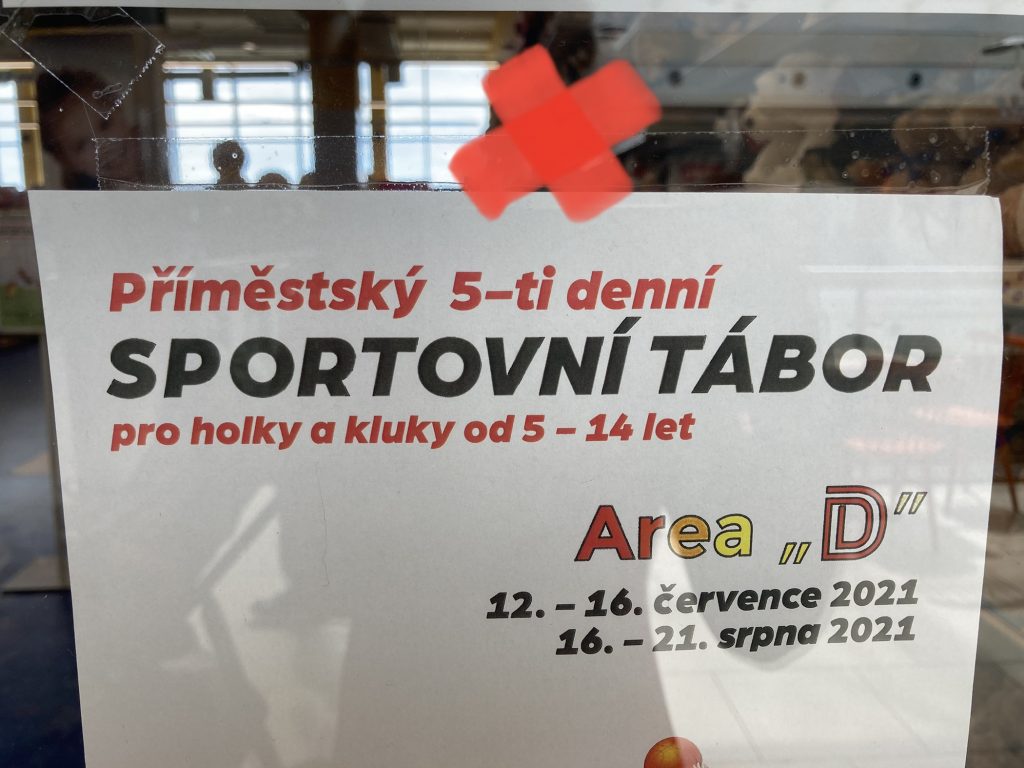 Příměstský 5-ti denní
SPORTOVNÍ TÁBOR
pro holky a kluky od 5 – 14 let
Area „D”
12. – 16. července 2021
16. – 21. srpna 2021